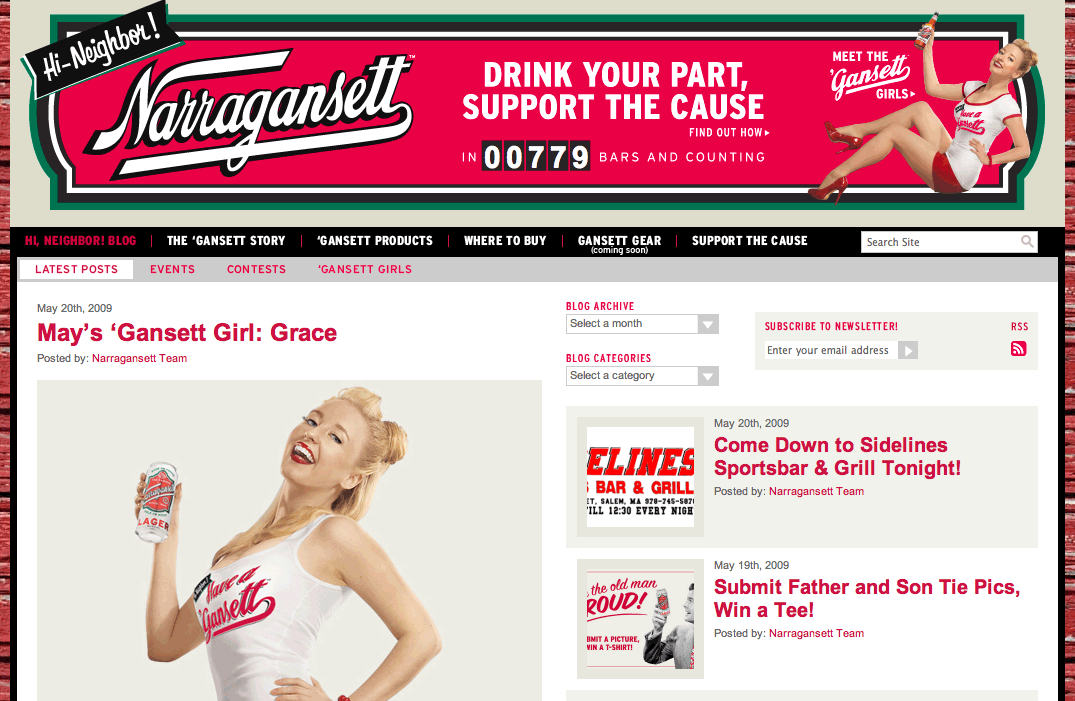 Hi-Neighbor!
Narragansett™
DRINK YOUR PART,
SUPPORT THE CAUSE
FIND OUT HOW
IN 00779 BARS AND COUNTING
MEET THE
'Gansett
GIRLS
Have a
'Gansett
HI, NEIGHBOR! BLOG
THE ‘GANSETT STORY
‘GANSETT PRODUCTS
WHERE TO BUY
GANSETT GEAR
(coming soon)
SUPPORT THE CAUSE
Search Site
LATEST POSTS
EVENTS
CONTESTS
‘GANSETT GIRLS
May 20th, 2009
May’s ‘Gansett Girl: Grace
Posted by: Narragansett Team
LAGER
Have a
'Gansett
BLOG ARCHIVE
Select a month
BLOG CATEGORIES
Select a category
SUBSCRIBE TO NEWSLETTER!
RSS
Enter your email address
ELINES
BAR & GRILL
ET, SALEM, MA 978-745-587
ILL 12:30 EVERY NIGH
May 20th, 2009
Come Down to Sidelines
Sportsbar & Grill Tonight!
Posted by: Narragansett Team
the old man
ROUD!
BMIT A PICTURE,
WIN A T-SHIRT!
May 19th, 2009
Submit Father and Son Tie Pics,
Win a Tee!
Posted by: Narragansett Team